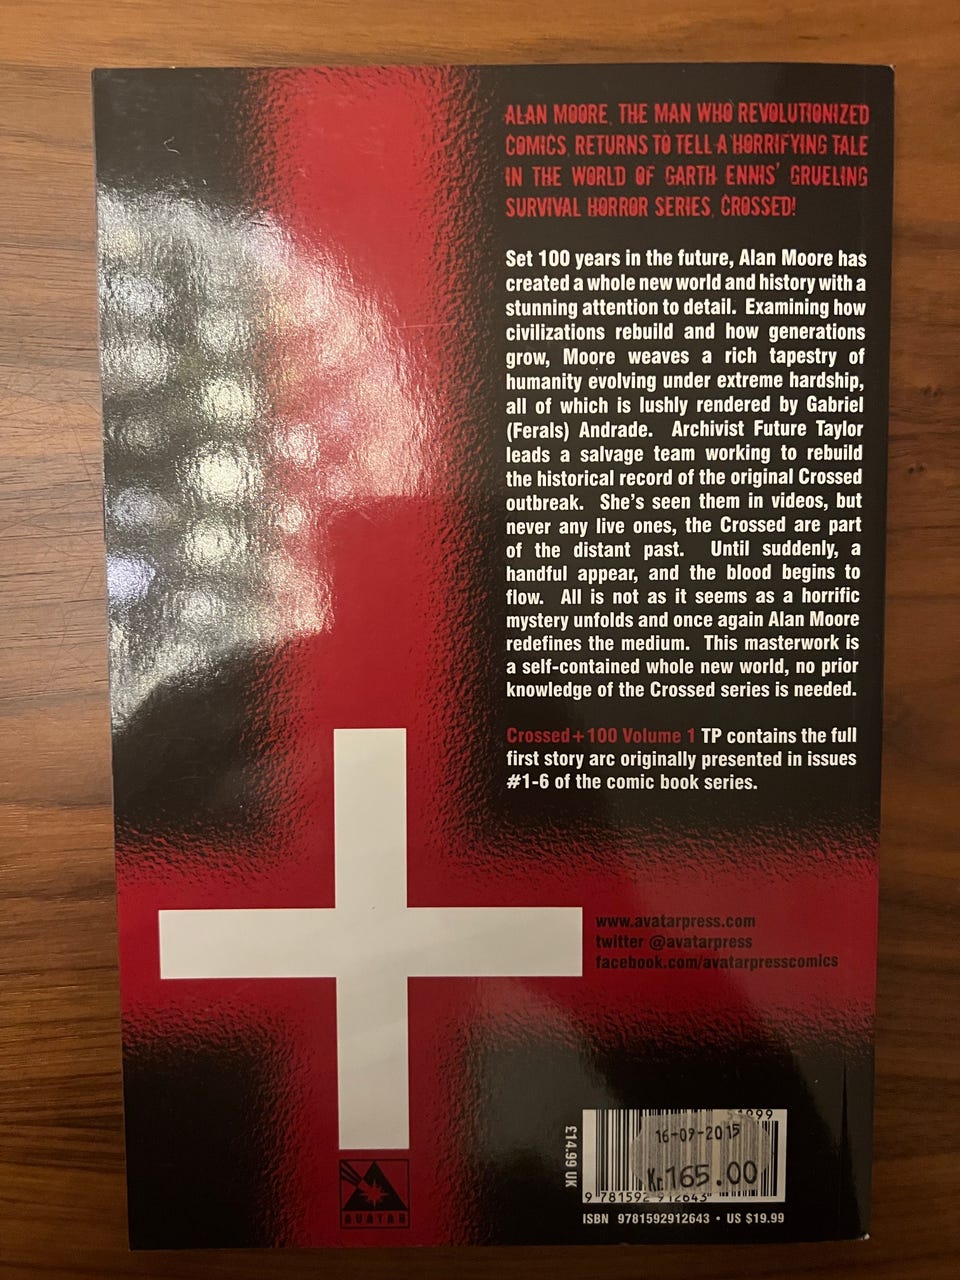 ALAN MOORE, THE MAN WHO REVOLUTIONIZED
COMICS, RETURNS TO TELL A HORRIFYING TALE
IN THE WORLD OF GARTH ENNIS' GRUELING
SURVIVAL HORROR SERIES, CROSSED!
Set 100 years in the future, Alan Moore has
created a whole new world and history with a
stunning attention to detail. Examining how
civilizations rebuild and how generations
grow, Moore weaves a rich tapestry of
humanity evolving under extreme hardship,
all of which is lushly rendered by Gabriel
(Ferals) Andrade. Archivist Future Taylor
leads a salvage team working to rebuild
the historical record of the original Crossed
outbreak. She's seen them in videos, but
never any live ones, the Crossed are part
of the distant past. Until suddenly, a
handful appear, and the blood begins to
flow. All is not as it seems as a horrific
mystery unfolds and once again Alan Moore
redefines the medium. This masterwork is
a self-contained whole new world, no prior
knowledge of the Crossed series is needed.
Crossed+100 Volume 1 TP contains the full
first story arc originally presented in issues
#1-6 of the comic book series.
www.avatarpress.com
twitter @avatarpress
facebook.com/avatarpresscomics
£14.99 UK
16-09-2015
Kr.165.00
9 781592 912643
ISBN 9781592912643 • US $19.99
AVATAR